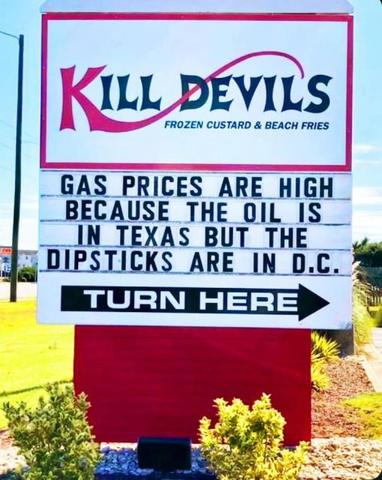 KILL DEVILS
FROZEN CUSTARD & BEACH FRIES
GAS PRICES ARE HIGH
BECAUSE THE OIL IS
IN TEXAS BUT THE
DIPSTICKS ARE IN D.C.
TURN HERE